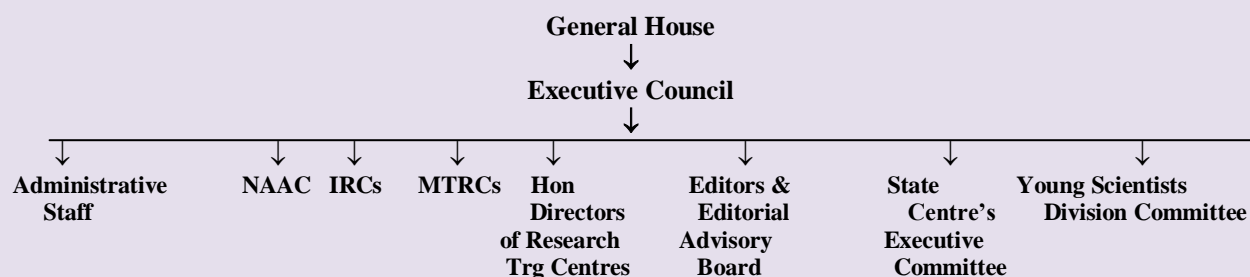 General House
Executive Council
Administrative
Staff
NAAC
IRCs
MTRCs
Hon
Directors
of Research
Trg Centres
Editors &
Editorial
Advisory
Board
State
Centre’s
Executive
Committee
Young Scientists
Division Committee